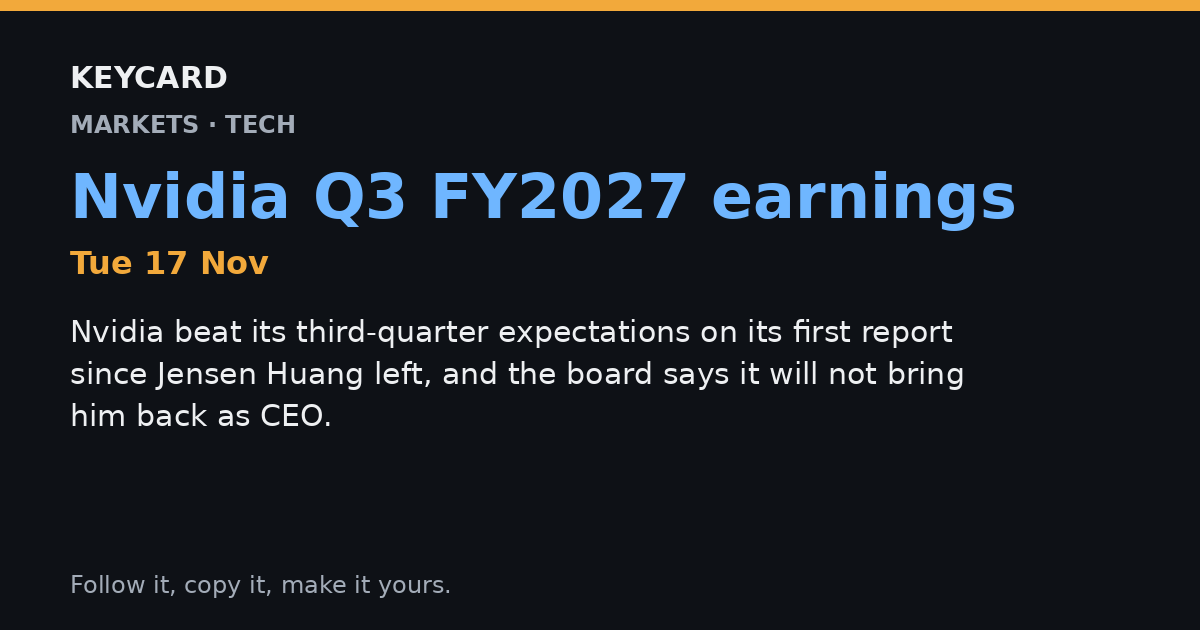 KEYCARD
MARKETS · TECH
Nvidia Q3 FY2027 earnings
Tue 17 Nov
Nvidia beat its third-quarter expectations on its first report
since Jensen Huang left, and the board says it will not bring
him back as CEO.
Follow it, copy it, make it yours.